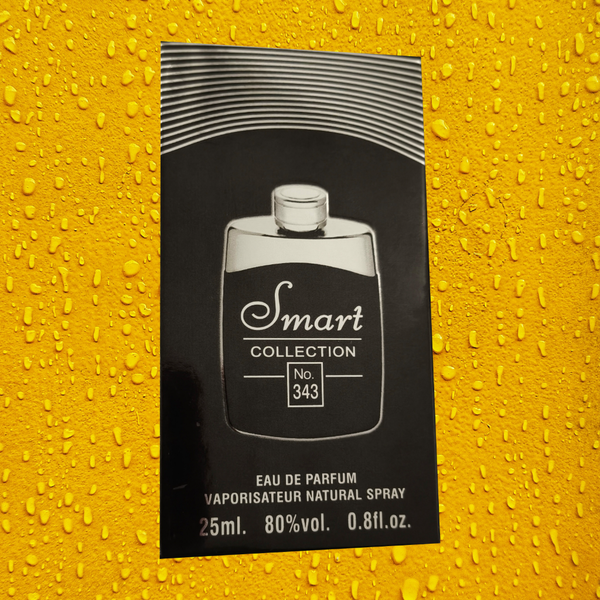 Smart
COLLECTION
No.
343
EAU DE PARFUM
VAPORISATEUR NATURAL SPRAY
25ml. 80%vol. 0.8fl.oz.